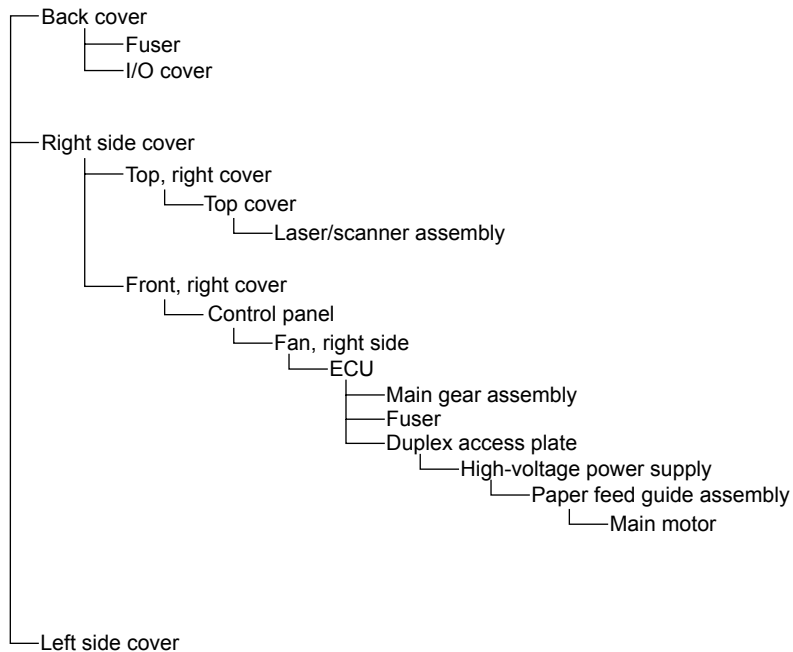 Back cover
Fuser
I/O cover
Right side cover
Top, right cover
Top cover
Laser/scanner assembly
Front, right cover
Control panel
Fan, right side
ECU
Main gear assembly
Fuser
Duplex access plate
High-voltage power supply
Paper feed guide assembly
Main motor
Left side cover